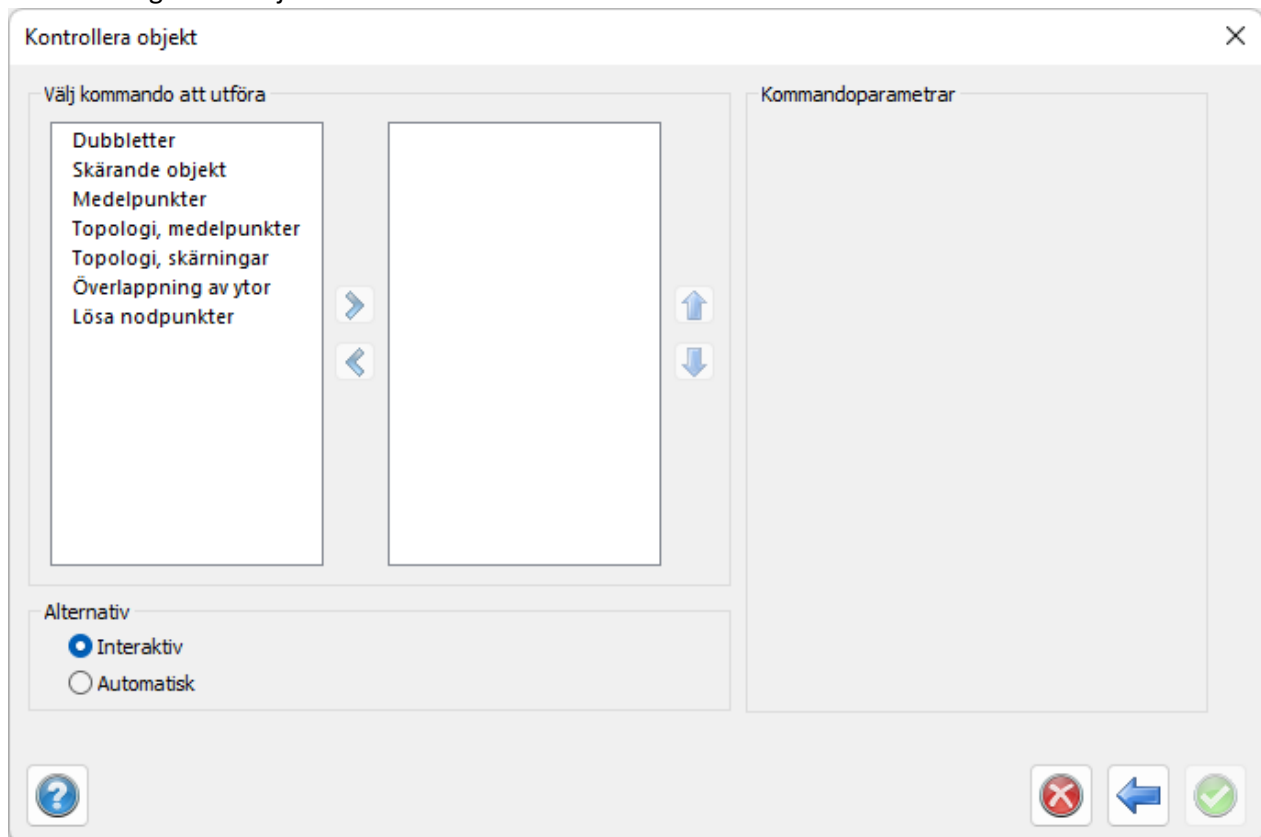 Kontrollera objekt
Välj kommando att utföra
Kommandoparametrar
Dubbletter
Skärande objekt
Medelpunkter
Topologi, medelpunkter
Topologi, skärningar
Överlappning av ytor
Lösa nodpunkter
Alternativ
Interaktiv
Automatisk